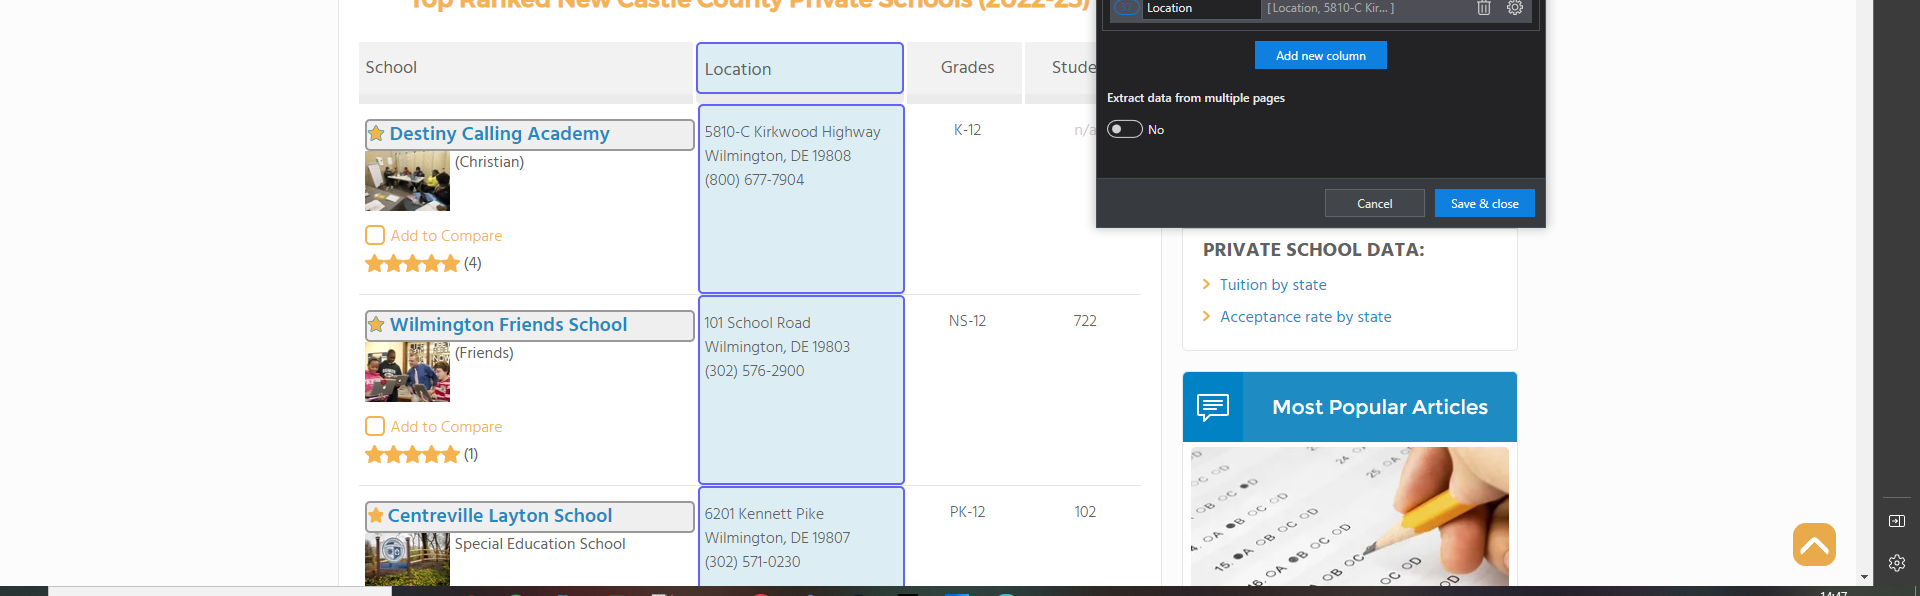 Top Ranked New Castle County Private Schools (2022-23)
School
Location
Grades
Stude
Destiny Calling Academy
(Christian)
Add to Compare
(4)
5810-C Kirkwood Highway
Wilmington, DE 19808
(800) 677-7904
K-12
n/a
Wilmington Friends School
(Friends)
Add to Compare
(1)
101 School Road
Wilmington, DE 19803
(302) 576-2900
NS-12
722
Centreville Layton School
Special Education School
6201 Kennett Pike
Wilmington, DE 19807
(302) 571-0230
PK-12
102
Location
[ Location, 5810-C Kir... ]
Add new column
Extract data from multiple pages
No
Cancel
Save & close
PRIVATE SCHOOL DATA:
Tuition by state
Acceptance rate by state
Most Popular Articles